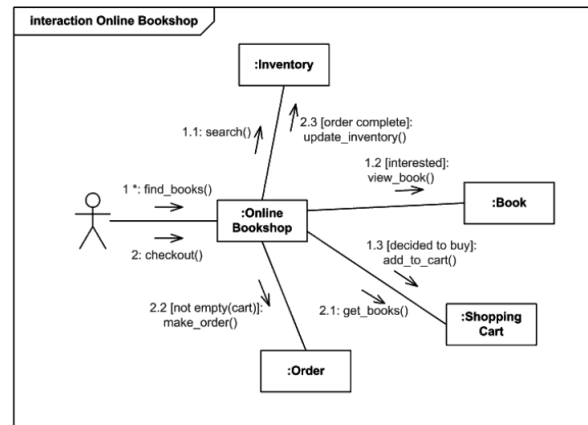 interaction Online Bookshop
:Inventory
1.1: search()
2.3 [order complete]:
update_inventory()
1.2 [interested]:
view_book()
1 *: find_books()
:Online
Bookshop
:Book
2: checkout()
1.3 [decided to buy]:
add_to_cart()
2.2 [not empty(cart)]:
make_order()
2.1: get_books()
:Shopping
Cart
:Order